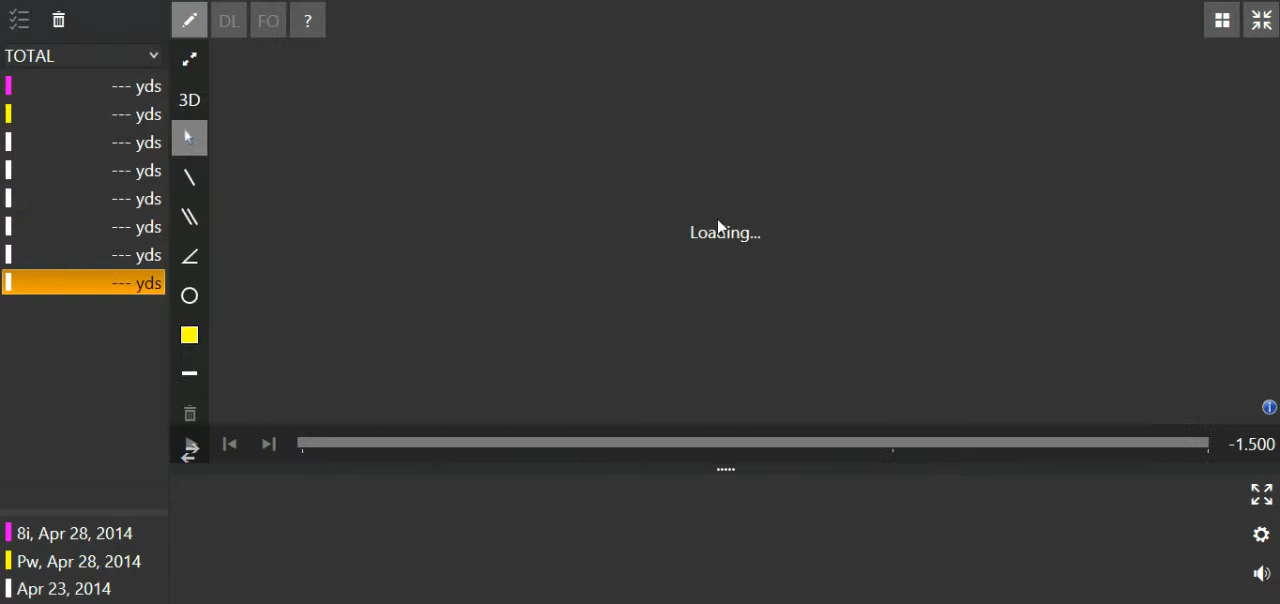 DL FO ?
TOTAL
--- yds
--- yds
--- yds
--- yds
--- yds
--- yds
--- yds
--- yds
3D
Loading...
-1.500
8i, Apr 28, 2014
Pw, Apr 28, 2014
Apr 23, 2014